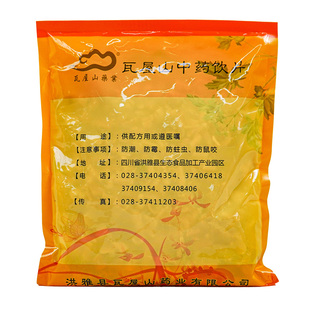 瓦屋山药业
瓦屋山中药饮片
【用　　途】：供配方用或遵医嘱
【注意事项】：防潮、防霉、防蛀虫、防鼠咬
【地　　址】：四川省洪雅县生态食品加工产业园区
【电　　话】：028-37404354、37406418
37409154、37408406
【传　　真】：028-37411203
洪雅县瓦屋山药业有限公司